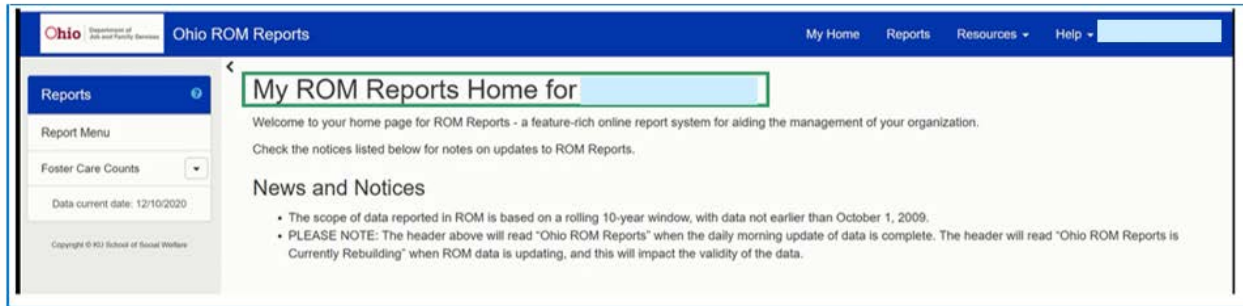 Ohio Department of
Job and Family Services
Ohio ROM Reports
My Home Reports Resources Help
Reports
Report Menu
Foster Care Counts
Data current date: 12/10/2020
Copyright © KU School of Social Welfare
My ROM Reports Home for
Welcome to your home page for ROM Reports - a feature-rich online report system for aiding the management of your organization.
Check the notices listed below for notes on updates to ROM Reports.
News and Notices
• The scope of data reported in ROM is based on a rolling 10-year window, with data not earlier than October 1, 2009.
• PLEASE NOTE: The header above will read “Ohio ROM Reports” when the daily morning update of data is complete. The header will read “Ohio ROM Reports is
Currently Rebuilding” when ROM data is updating, and this will impact the validity of the data.